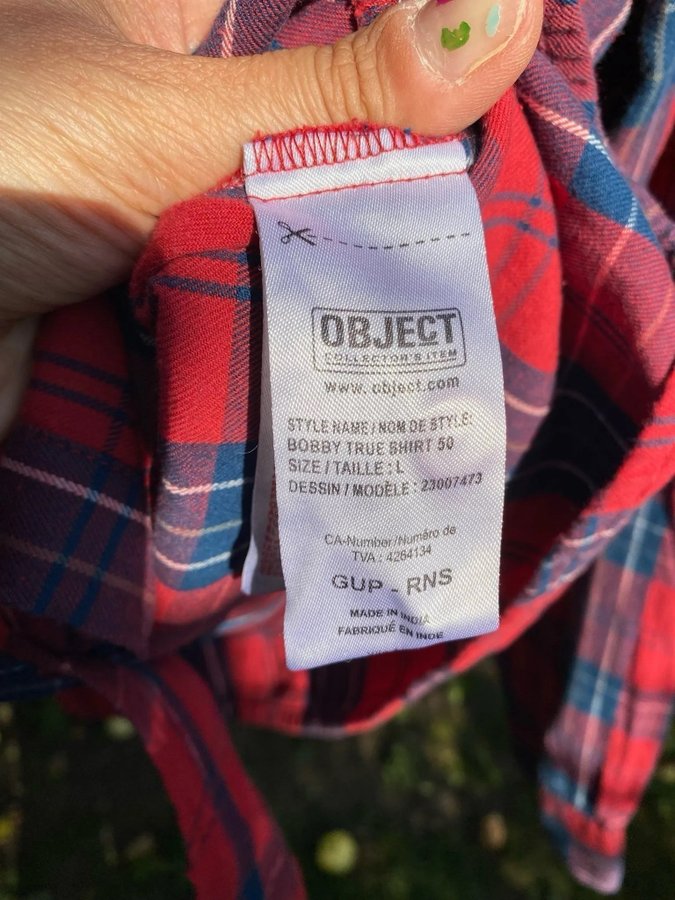 OBJECT
COLLECTOR'S ITEM
www.object.com
STYLE NAME / NOM DE STYLE:
BOBBY TRUE SHIRT 50
SIZE / TAILLE : L
DESSIN / MODÈLE : 23007473
CA-Number/Numéro de
TVA : 4264134
GUP - RNS
MADE IN INDIA
FABRIQUÉ EN INDE